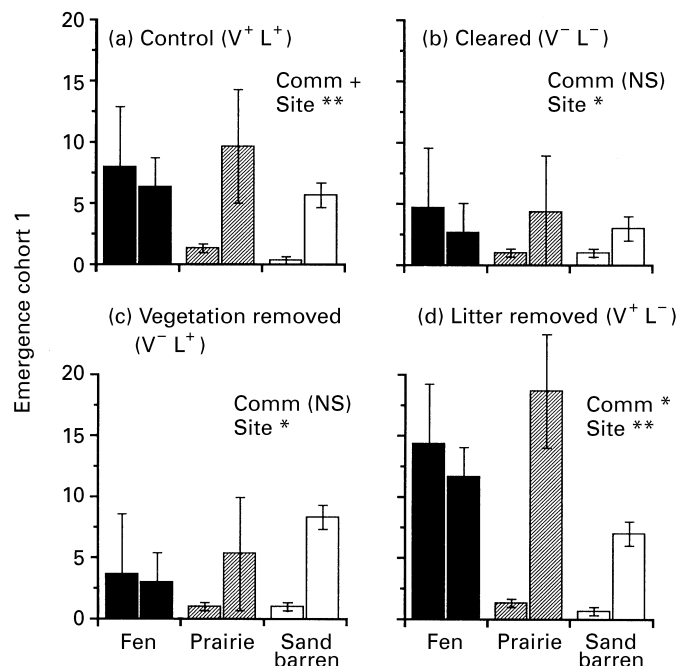 (a) Control (V⁺ L⁺)
Comm +
Site **
(b) Cleared (V⁻ L⁻)
Comm (NS)
Site *
20
15
10
5
0
(c) Vegetation removed
(V⁻ L⁺)
Comm (NS)
Site *
(d) Litter removed (V⁺ L⁻)
Comm *
Site **
20
15
10
5
0
Emergence cohort 1
Fen
Prairie
Sand
barren
Fen
Prairie
Sand
barren